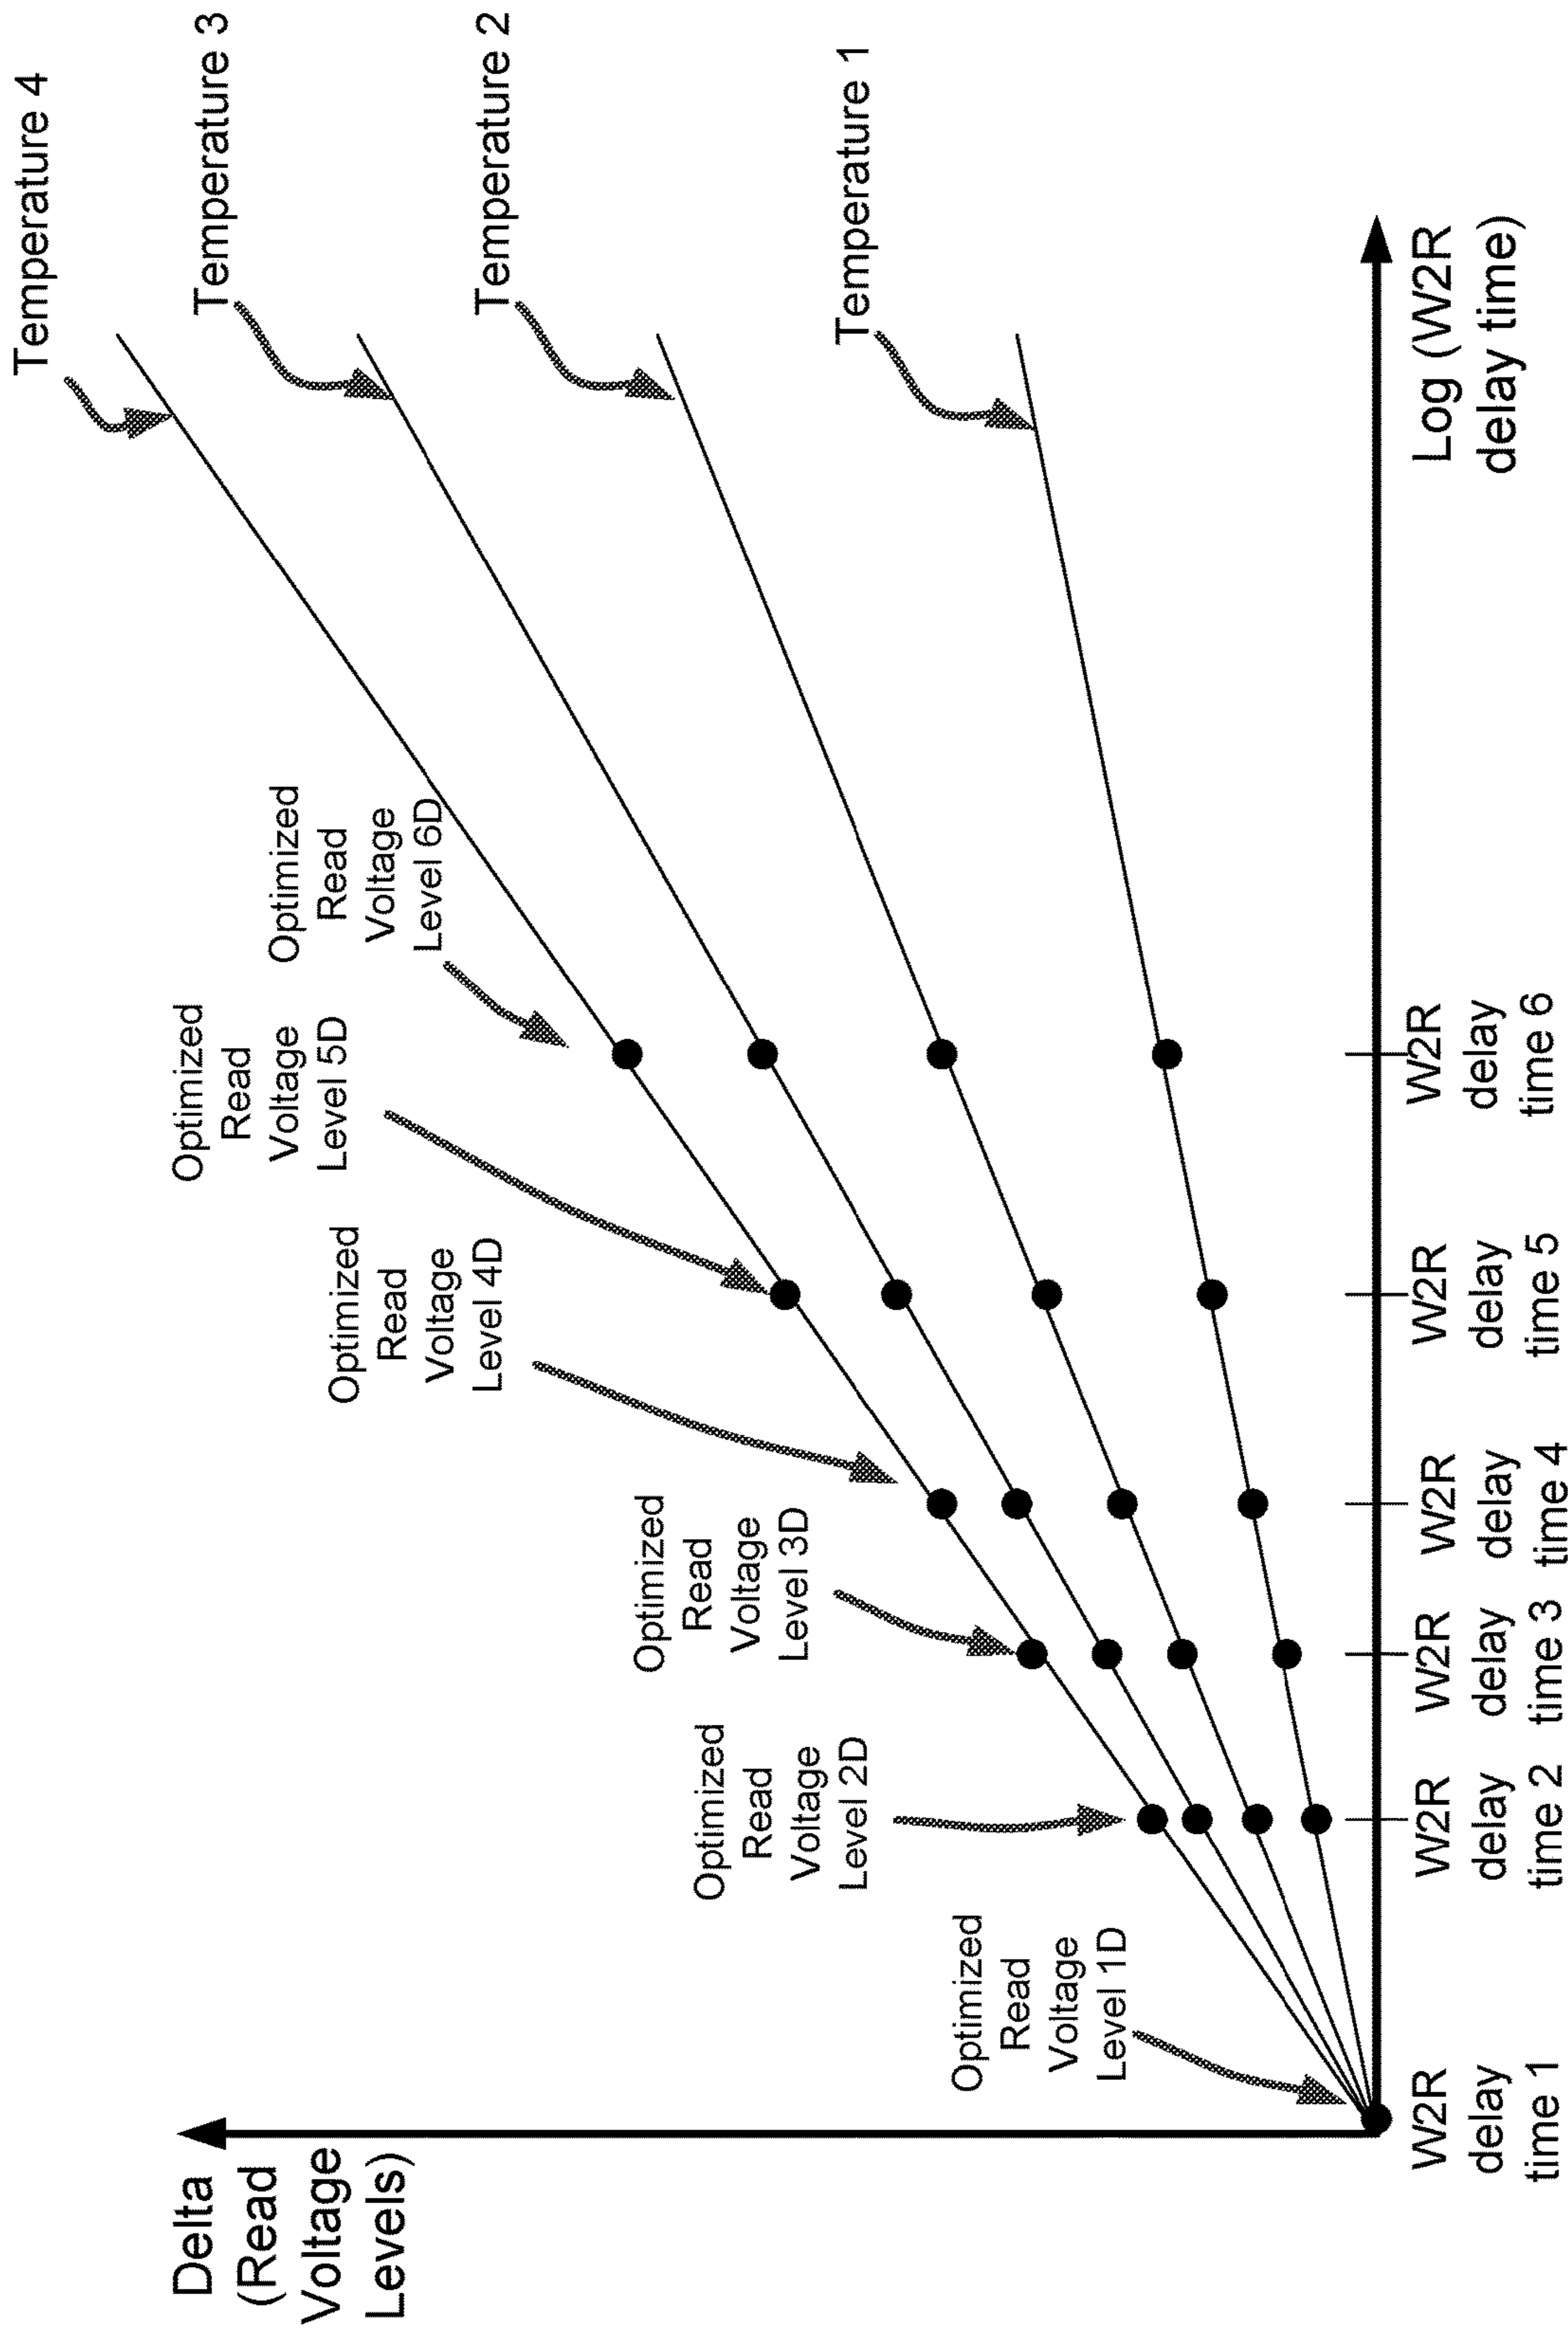 Delta
(Read
Voltage
Levels)
Temperature 4
Temperature 3
Temperature 2
Temperature 1
Optimized
Read
Voltage
Level 1D
Optimized
Read
Voltage
Level 2D
Optimized
Read
Voltage
Level 3D
Optimized
Read
Voltage
Level 4D
Optimized
Read
Voltage
Level 5D
Optimized
Read
Voltage
Level 6D
W2R
delay
time 1
W2R
delay
time 2
W2R
delay
time 3
W2R
delay
time 4
W2R
delay
time 5
W2R
delay
time 6
Log (W2R
delay time)